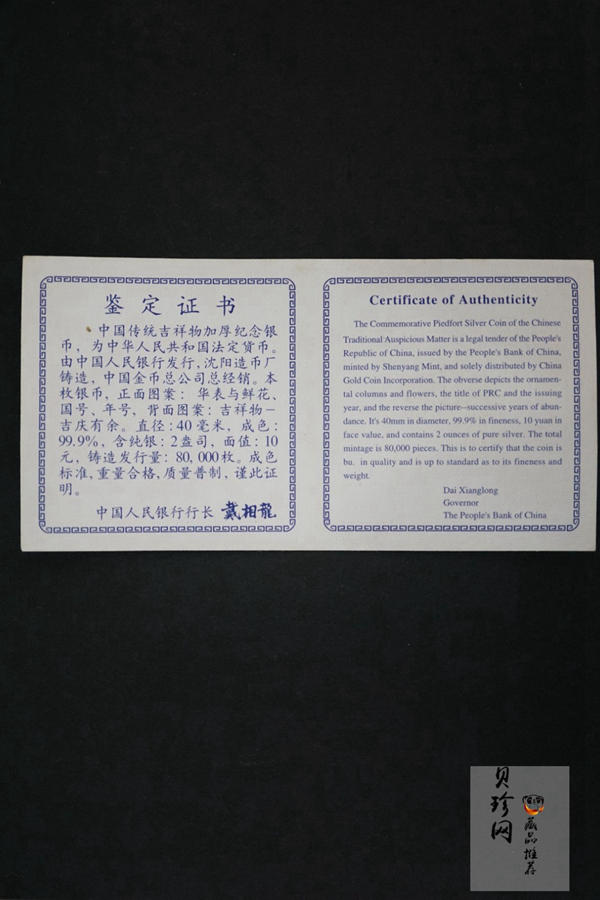 鉴定证书
中国传统吉祥物加厚纪念银
币，为中华人民共和国法定货币。
由中国人民银行发行，沈阳造币厂
铸造，中国金币总公司总经销。本
枚银币，正面图案：华表与鲜花、
国号、年号，背面图案：吉祥物－
吉庆有余。直径：40毫米，成色：
99.9%，含纯银：2盎司，面值：10
元，铸造发行量：80,000枚。成色
标准，重量合格，质量普制，谨此证
明。
中国人民银行行长 戴相龍
Certificate of Authenticity
The Commemorative Piedfort Silver Coin of the Chinese
Traditional Auspicious Matter is a legal tender of the People's
Republic of China, issued by the People's Bank of China,
minted by Shenyang Mint, and solely distributed by China
Gold Coin Incorporation. The obverse depicts the ornamen-
tal columns and flowers, the title of PRC and the issuing
year, and the reverse the picture--successive years of abun-
dance. It's 40mm in diameter, 99.9% in fineness, 10 yuan in
face value, and contains 2 ounces of pure silver. The total
mintage is 80,000 pieces. This is to certify that the coin is
bu. in quality and is up to standard as to its fineness and
weight.
Dai Xianglong
Governor
The People's Bank of China
贝珍网
藏品推荐